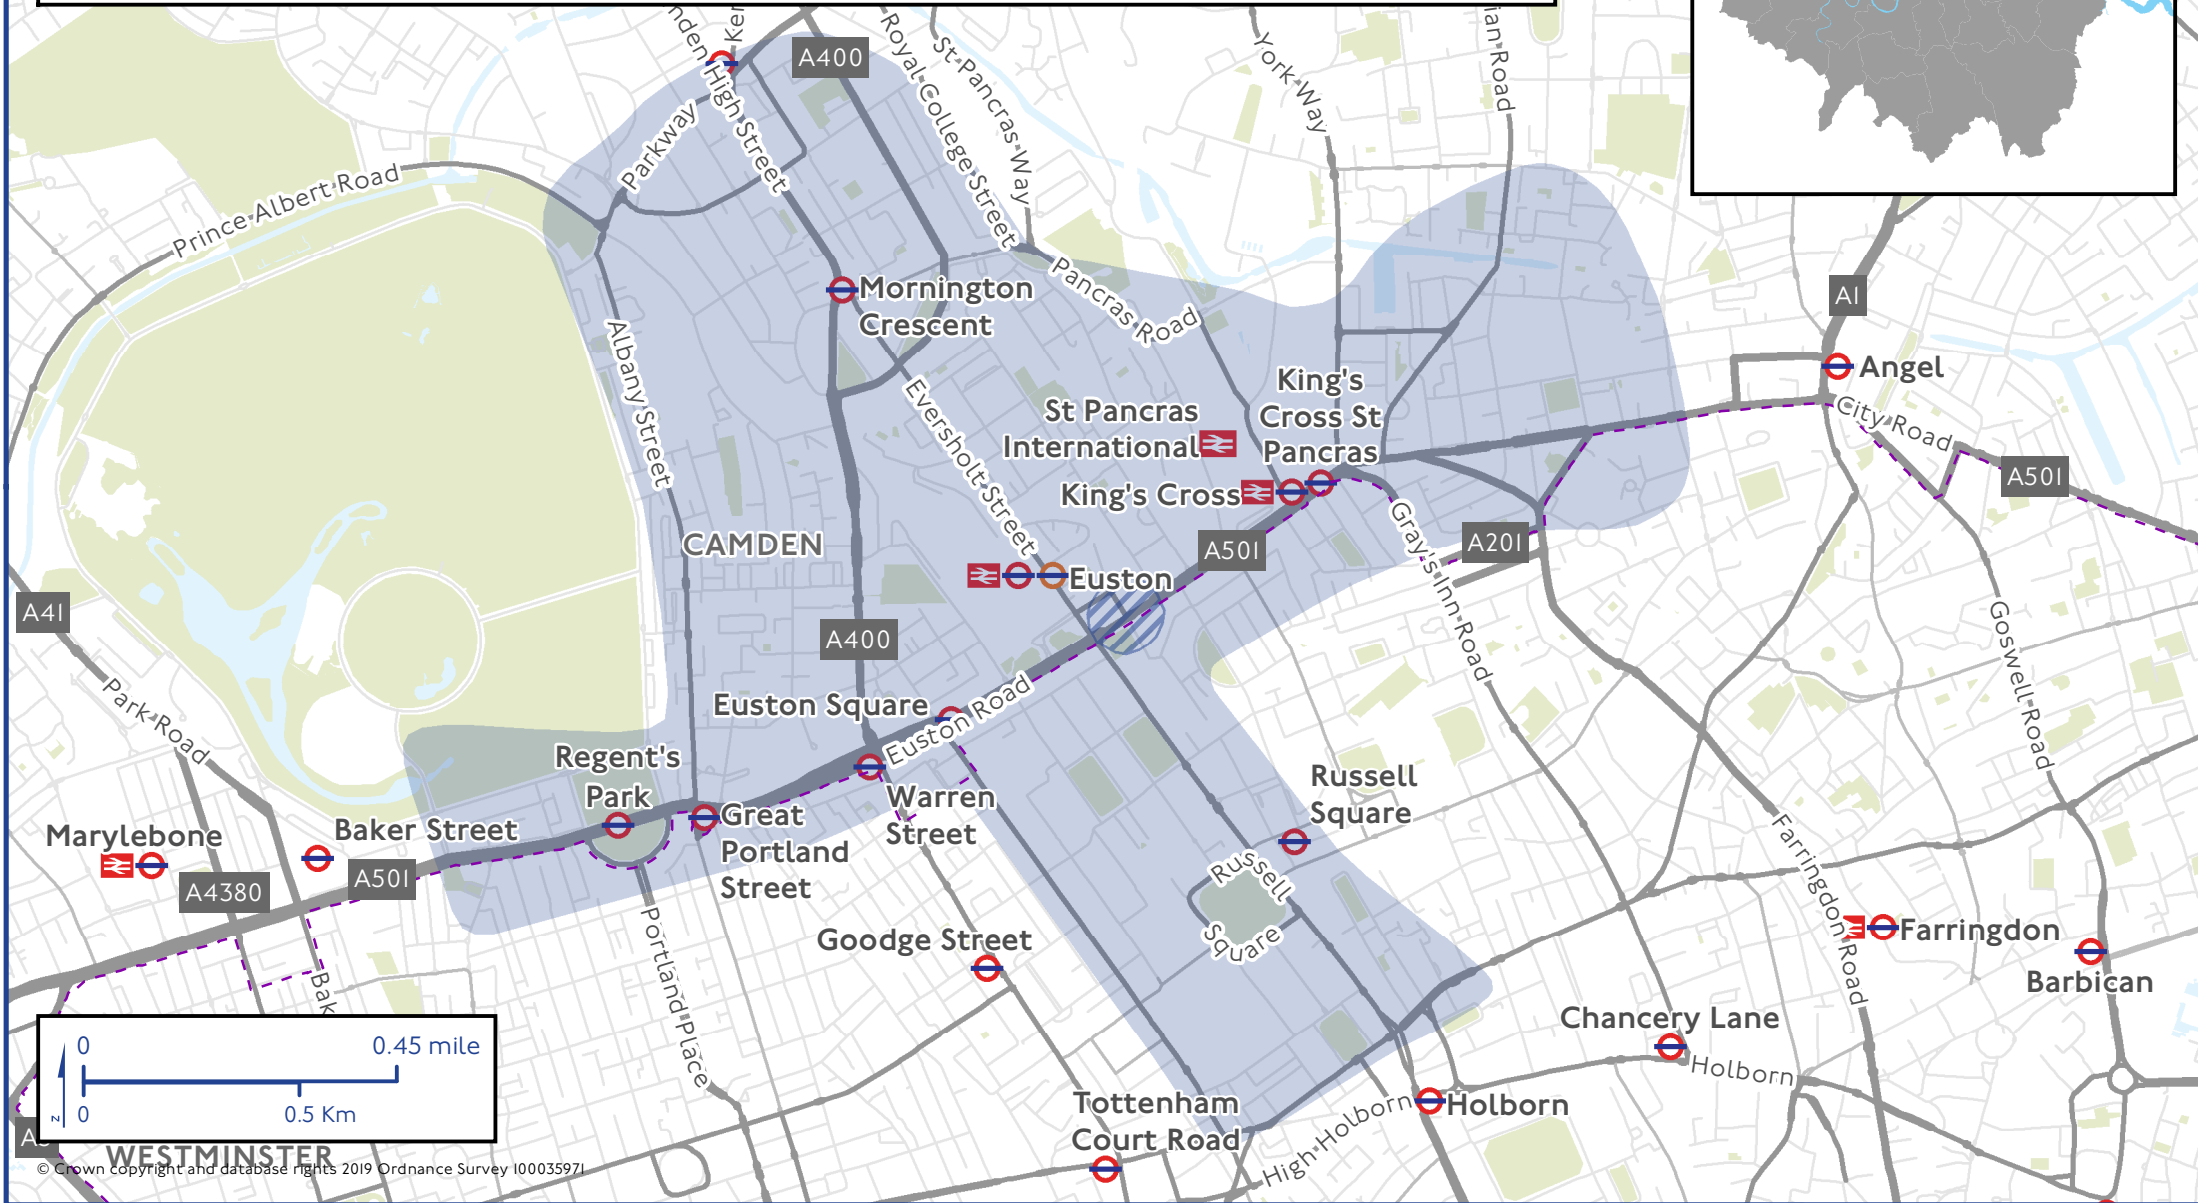 A400
High Street
Parkway
Royal College Street
St Pancras Way
York Way
Prince Albert Road
Pancras Road
Mornington
Crescent
A1
Angel
City Road
A501
Albany Street
Eversholt Street
St Pancras
International
King's
Cross St
Pancras
King's Cross
A501
Gray's Inn Road
A201
CAMDEN
Euston
A41
A400
Goswell Road
Park Road
Euston Square
Euston Road
Regent's
Park
Warren
Street
Great
Portland
Street
Russell
Square
Marylebone
Baker Street
A4380
A501
Russell
Square
Goodge Street
Portland Place
Farringdon Road
Farringdon
Barbican
Chancery Lane
Holborn
Tottenham
Court Road
High Holborn
Holborn
0
0.45 mile
0
0.5 Km
N
WESTMINSTER
© Crown copyright and database rights 2019 Ordnance Survey 100035971